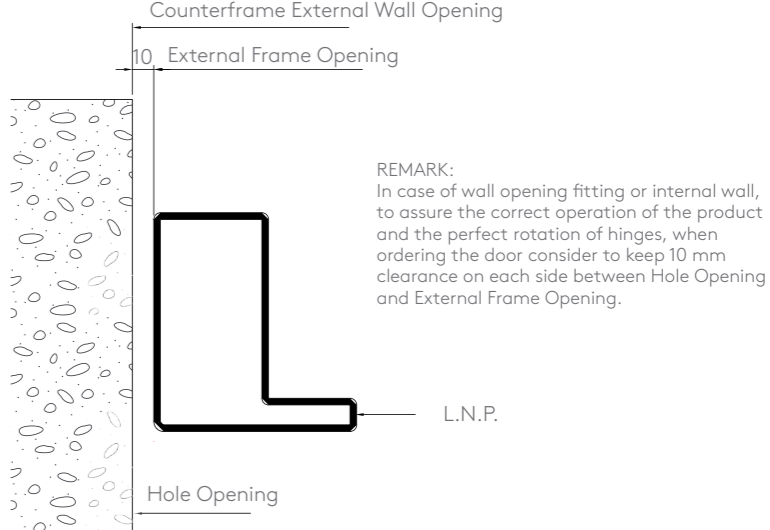 Counterframe External Wall Opening
10 External Frame Opening
REMARK:
In case of wall opening fitting or internal wall,
to assure the correct operation of the product
and the perfect rotation of hinges, when
ordering the door consider to keep 10 mm
clearance on each side between Hole Opening
and External Frame Opening.
L.N.P.
Hole Opening